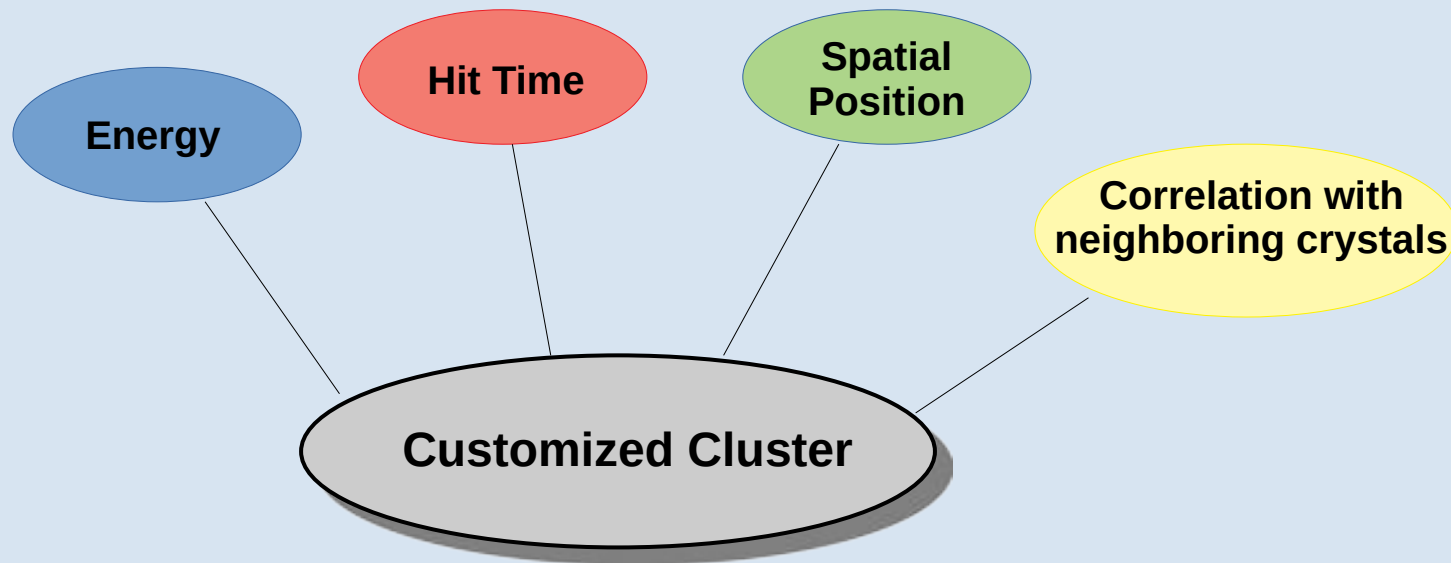 Energy
Hit Time
Spatial
Position
Correlation with
neighboring crystals
Customized Cluster